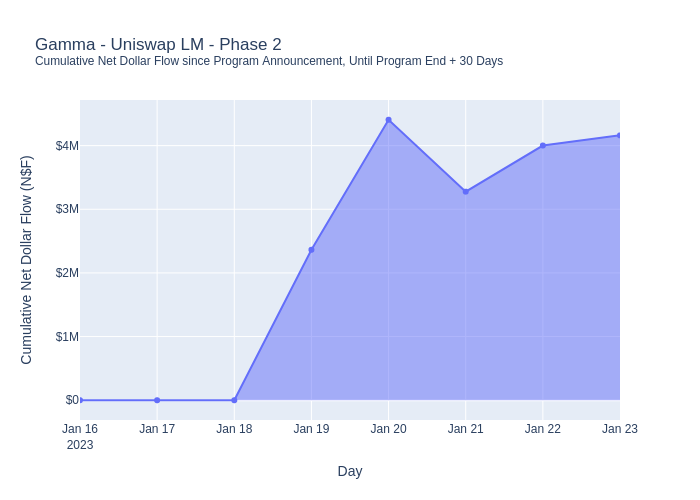 Gamma - Uniswap LM - Phase 2
Cumulative Net Dollar Flow since Program Announcement, Until Program End + 30 Days
Cumulative Net Dollar Flow (N$F)
$4M
$3M
$2M
$1M
$0
Jan 16 Jan 17 Jan 18 Jan 19 Jan 20 Jan 21 Jan 22 Jan 23
2023
Day